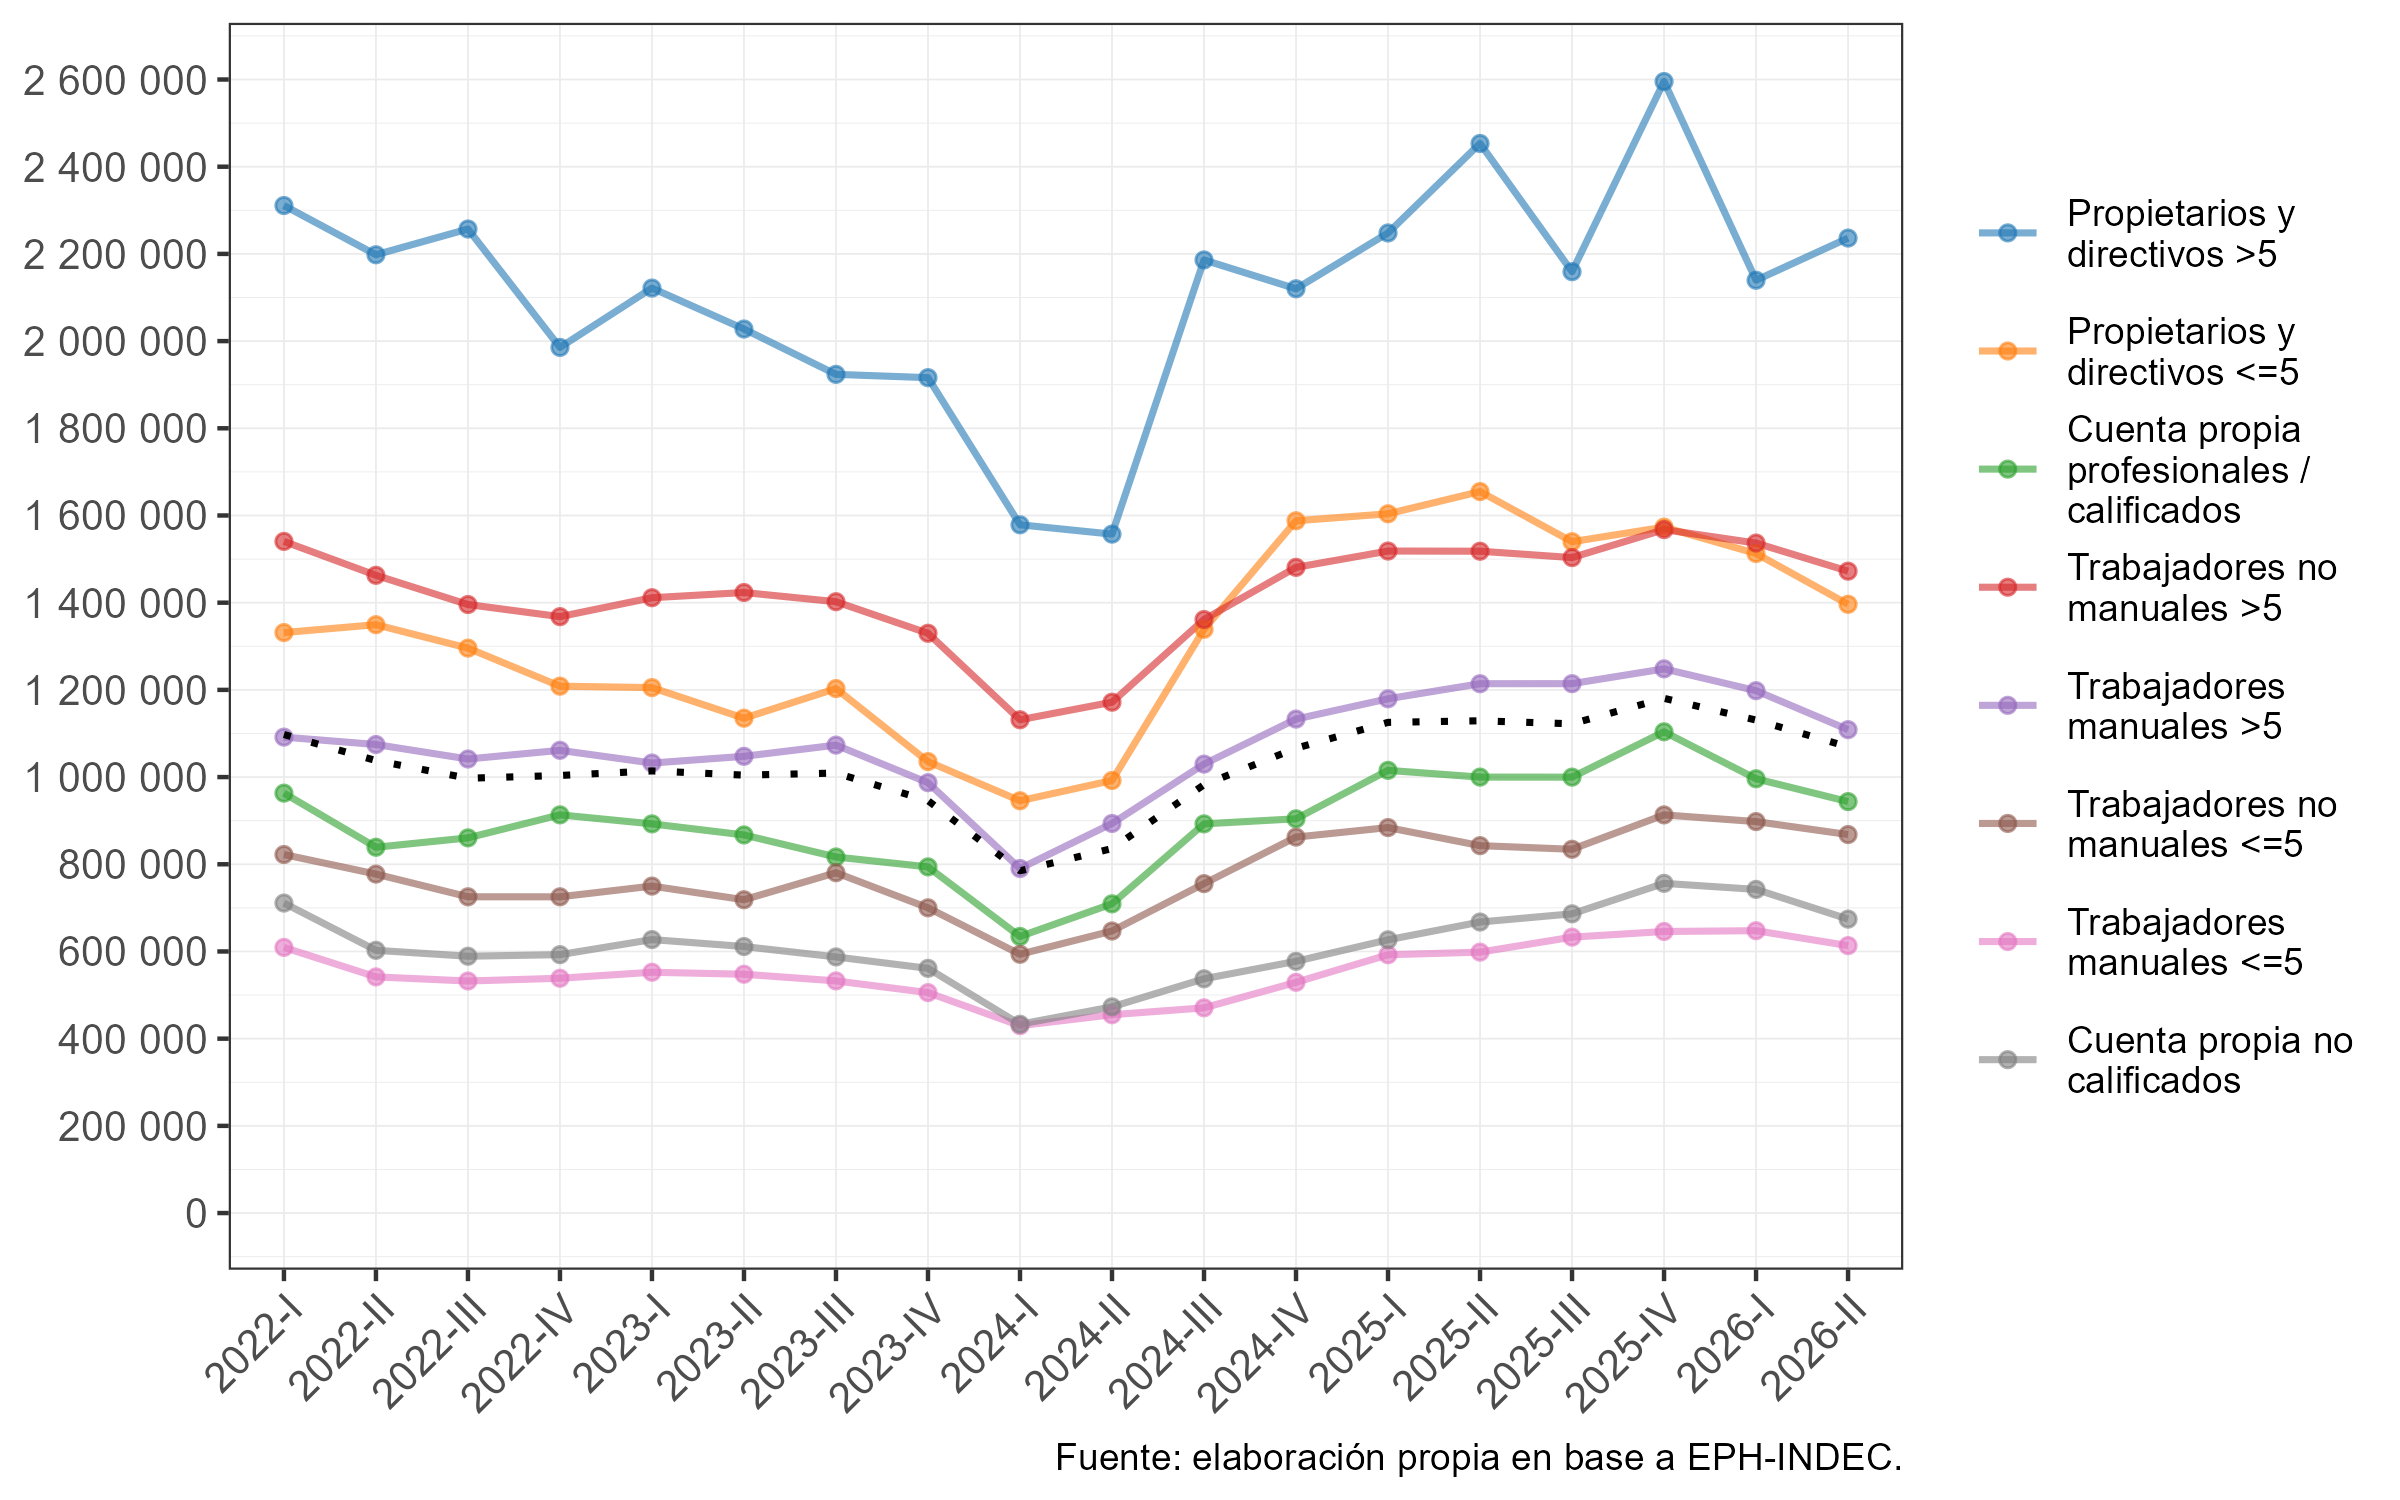 2 600 000
2 400 000
2 200 000
2 000 000
1 800 000
1 600 000
1 400 000
1 200 000
1 000 000
800 000
600 000
400 000
200 000
0
2022-I
2022-II
2022-III
2022-IV
2023-I
2023-II
2023-III
2023-IV
2024-I
2024-II
2024-III
2024-IV
2025-I
2025-II
2025-III
2025-IV
2026-I
2026-II
Propietarios y
directivos >5
Propietarios y
directivos <=5
Cuenta propia
profesionales /
calificados
Trabajadores no
manuales >5
Trabajadores
manuales >5
Trabajadores no
manuales <=5
Trabajadores
manuales <=5
Cuenta propia no
calificados
Fuente: elaboración propia en base a EPH-INDEC.